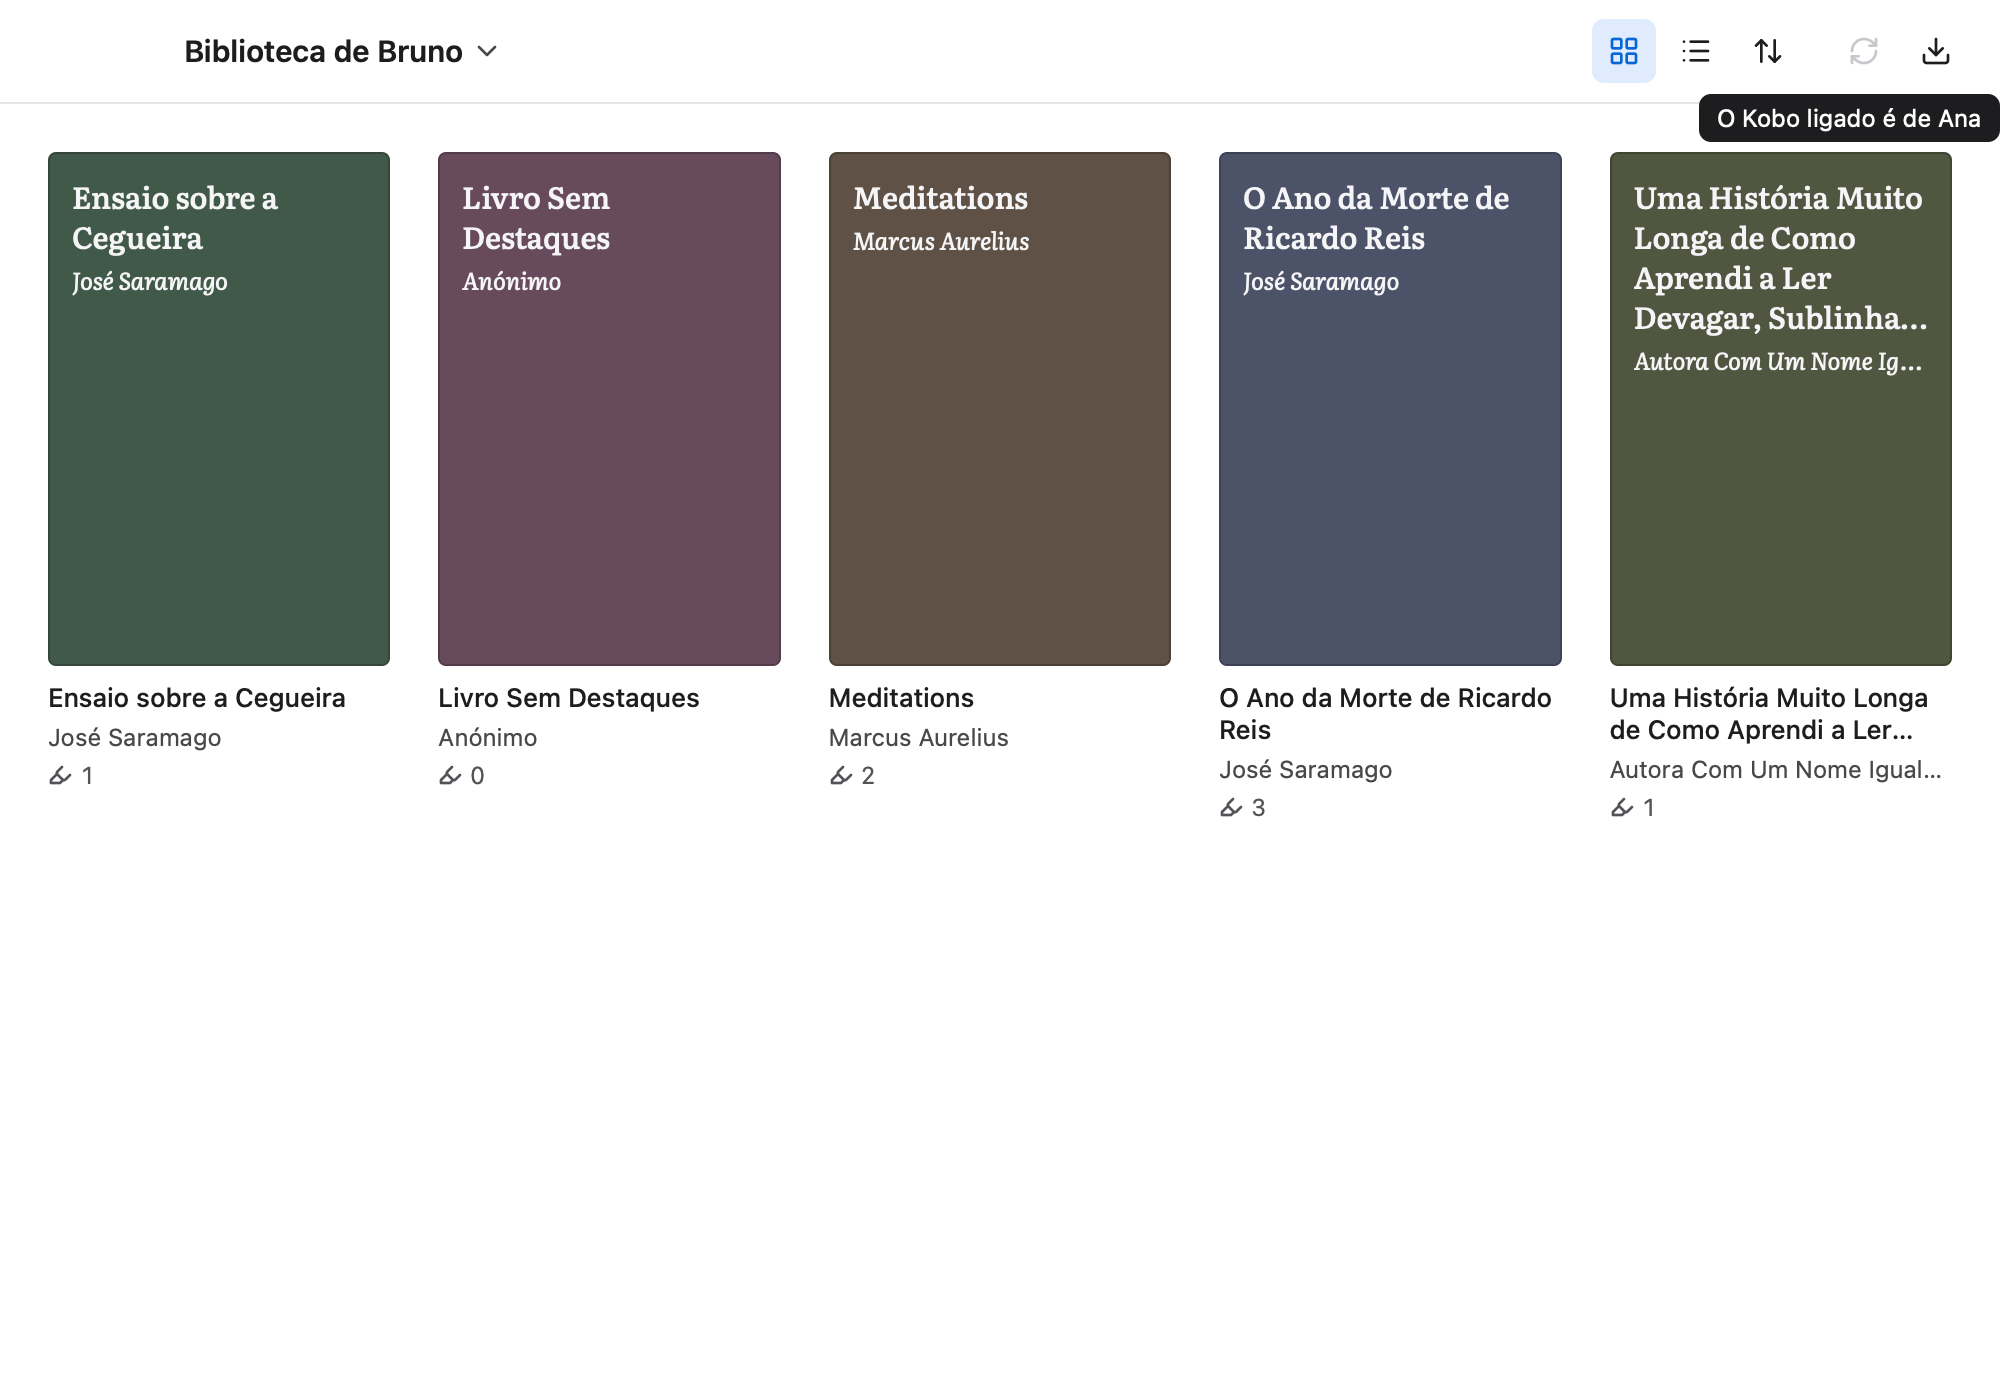 Biblioteca de Bruno
O Kobo ligado é de Ana
Ensaio sobre a
Cegueira
José Saramago
Livro Sem
Destaques
Anónimo
Meditations
Marcus Aurelius
O Ano da Morte de
Ricardo Reis
José Saramago
Uma História Muito
Longa de Como
Aprendi a Ler
Devagar, Sublinha...
Autora Com Um Nome Ig...
Ensaio sobre a Cegueira
José Saramago
1
Livro Sem Destaques
Anónimo
0
Meditations
Marcus Aurelius
2
O Ano da Morte de Ricardo
Reis
José Saramago
3
Uma História Muito Longa
de Como Aprendi a Ler...
Autora Com Um Nome Igual...
1